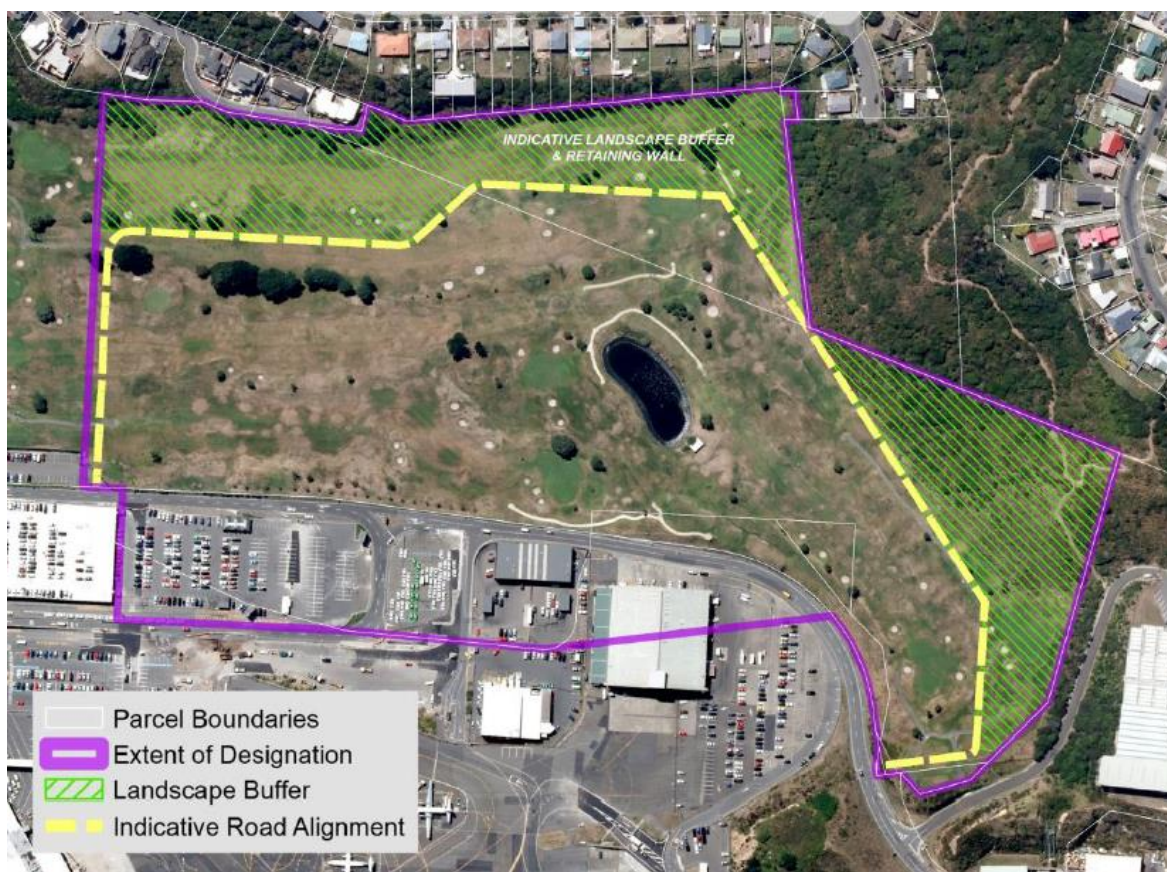 INDICATIVE LANDSCAPE BUFFER
& RETAINING WALL
Parcel Boundaries
Extent of Designation
Landscape Buffer
Indicative Road Alignment